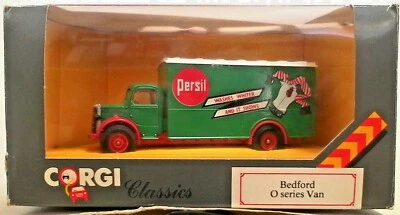 Persil
WASHES WHITER
AND IT SHOWS
CORGI
Classics
Bedford
O series Van